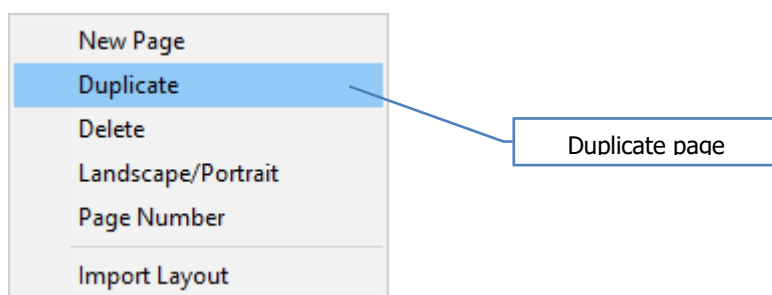 New Page
Duplicate
Duplicate page
Delete
Landscape/Portrait
Page Number
Import Layout